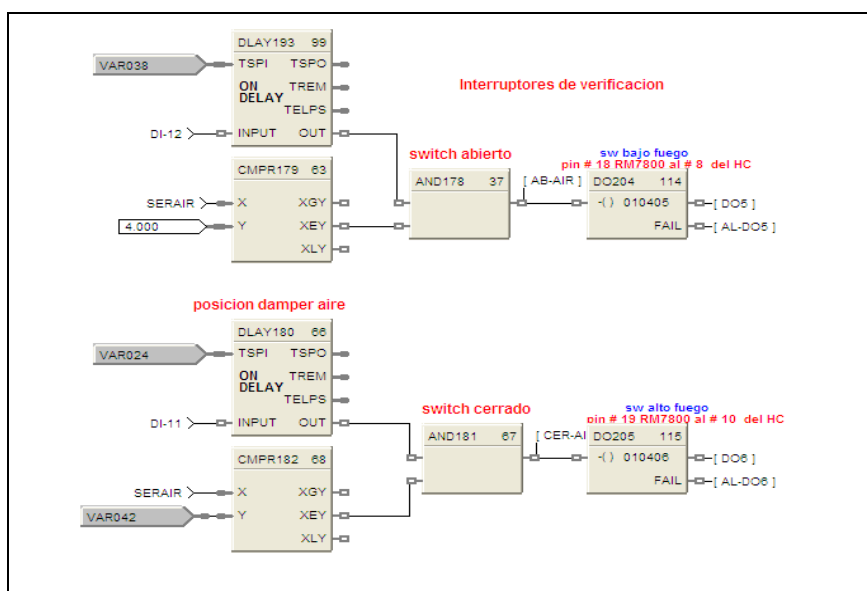 DLAY193 99
VAR038
TSPI TSPO
ON DELAY
TREM
TELPS
DI-12
INPUT OUT
Interruptores de verificacion
CMPR179 63
SERAIR
X XGY
4.000
Y XEY
XLY
switch abierto
AND178 37
[ AB-AIR ]
sw bajo fuego
pin # 18 RM7800 al # 8 del HC
DO204 114
-( ) 010405
[ DO5 ]
FAIL
[ AL-DO5 ]
posicion damper aire
DLAY180 66
VAR024
TSPI TSPO
ON DELAY
TREM
TELPS
DI-11
INPUT OUT
CMPR182 68
SERAIR
X XGY
VAR042
Y XEY
XLY
switch cerrado
AND181 67
[ CER-AI
sw alto fuego
pin # 19 RM7800 al # 10 del HC
DO205 115
-( ) 010406
[ DO6 ]
FAIL
[ AL-DO6 ]